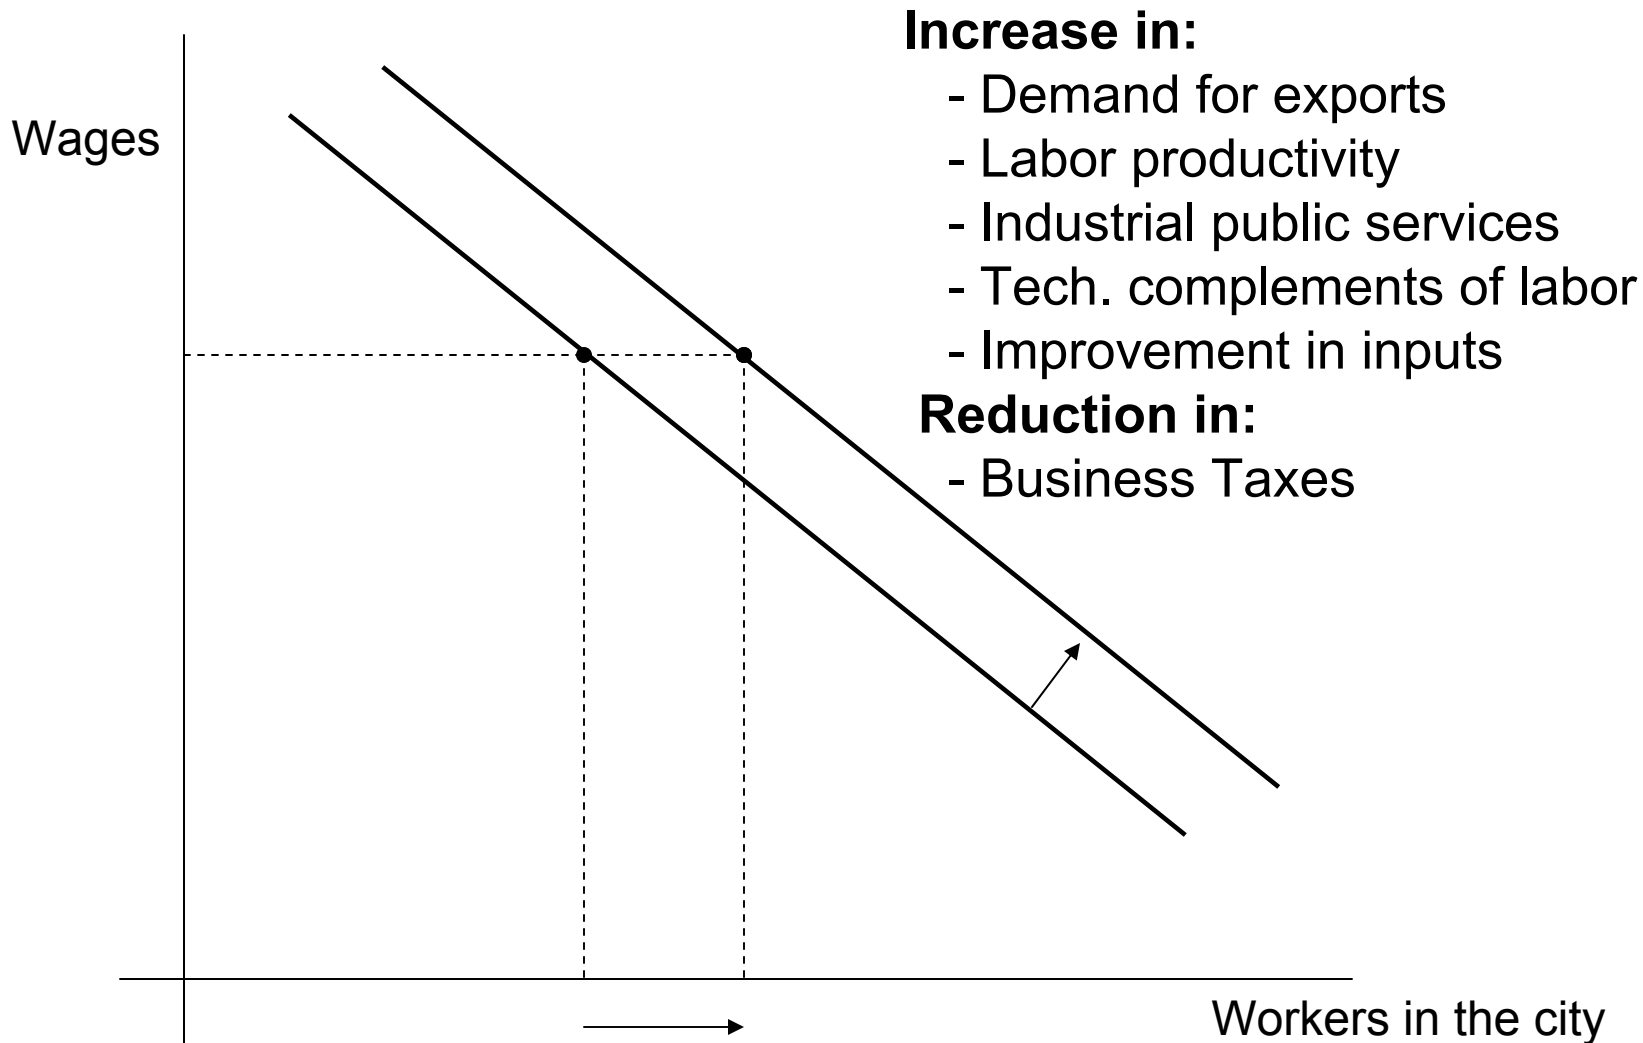 Increase in:
- Demand for exports
Wages
- Labor productivity
- Industrial public services
- Tech. complements of labor
- Improvement in inputs
Reduction in:
- Business Taxes
Workers in the city